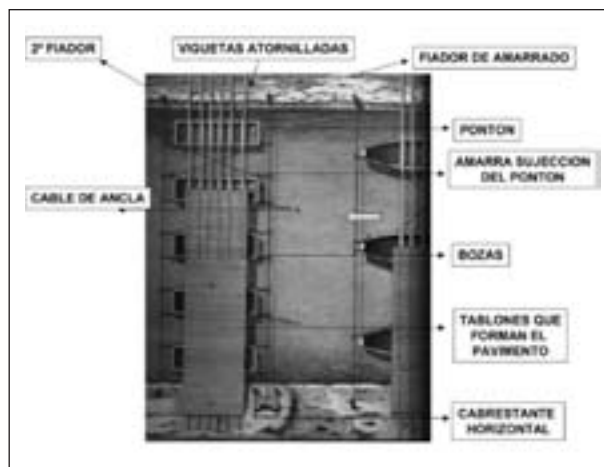 2º FIADOR
VIGUETAS ATORNILLADAS
FIADOR DE AMARRADO
PONTON
AMARRA SUJECCION
DEL PONTON
CABLE DE ANCLA
BOZAS
TABLONES QUE
FORMAN EL
PAVIMENTO
CABRESTANTE
HORIZONTAL